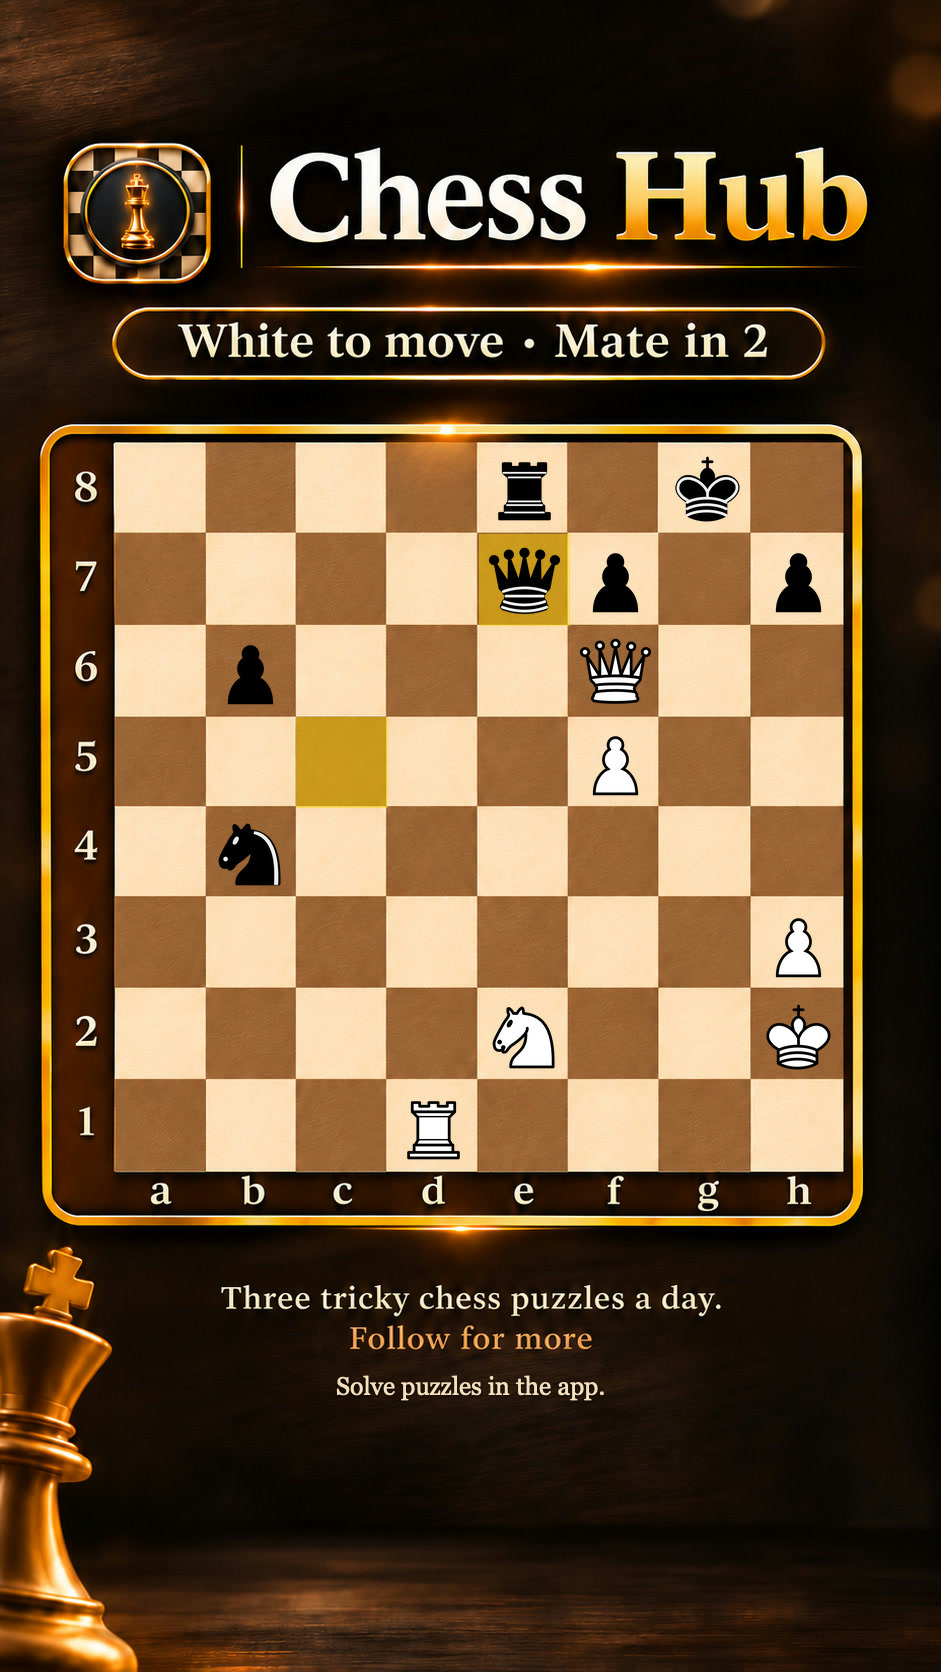 Chess Hub
White to move • Mate in 2
8
7
6
5
4
3
2
1
a b c d e f g h
Three tricky chess puzzles a day.
Follow for more
Solve puzzles in the app.